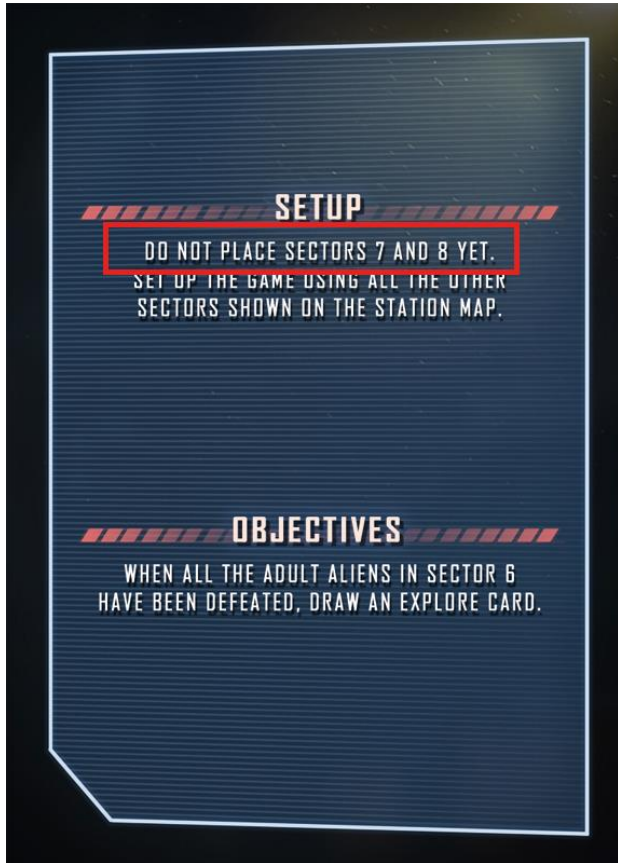 SETUP
DO NOT PLACE SECTORS 7 AND 8 YET.
SET UP THE GAME USING ALL THE OTHER
SECTORS SHOWN ON THE STATION MAP.
OBJECTIVES
WHEN ALL THE ADULT ALIENS IN SECTOR 6
HAVE BEEN DEFEATED, DRAW AN EXPLORE CARD.